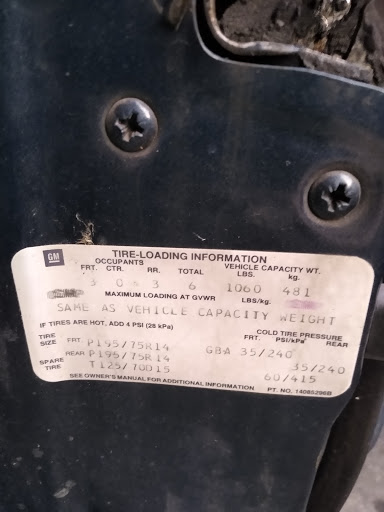 GM
TIRE-LOADING INFORMATION
OCCUPANTS VEHICLE CAPACITY WT.
FRT. CTR. RR. TOTAL LBS. kg.
3 0 3 6 1060 481
MAXIMUM LOADING AT GVWR LBS/kg.
SAME AS VEHICLE CAPACITY WEIGHT
IF TIRES ARE HOT, ADD 4 PSI (28 kPa) COLD TIRE PRESSURE
TIRE SIZE FRT PSI/kPa REAR
FRT P195/75R14 GBA 35/240
REAR P195/75R14 35/240
SPARE TIRE T125/70D15 60/415
SEE OWNER'S MANUAL FOR ADDITIONAL INFORMATION. PT. NO. 14085296B